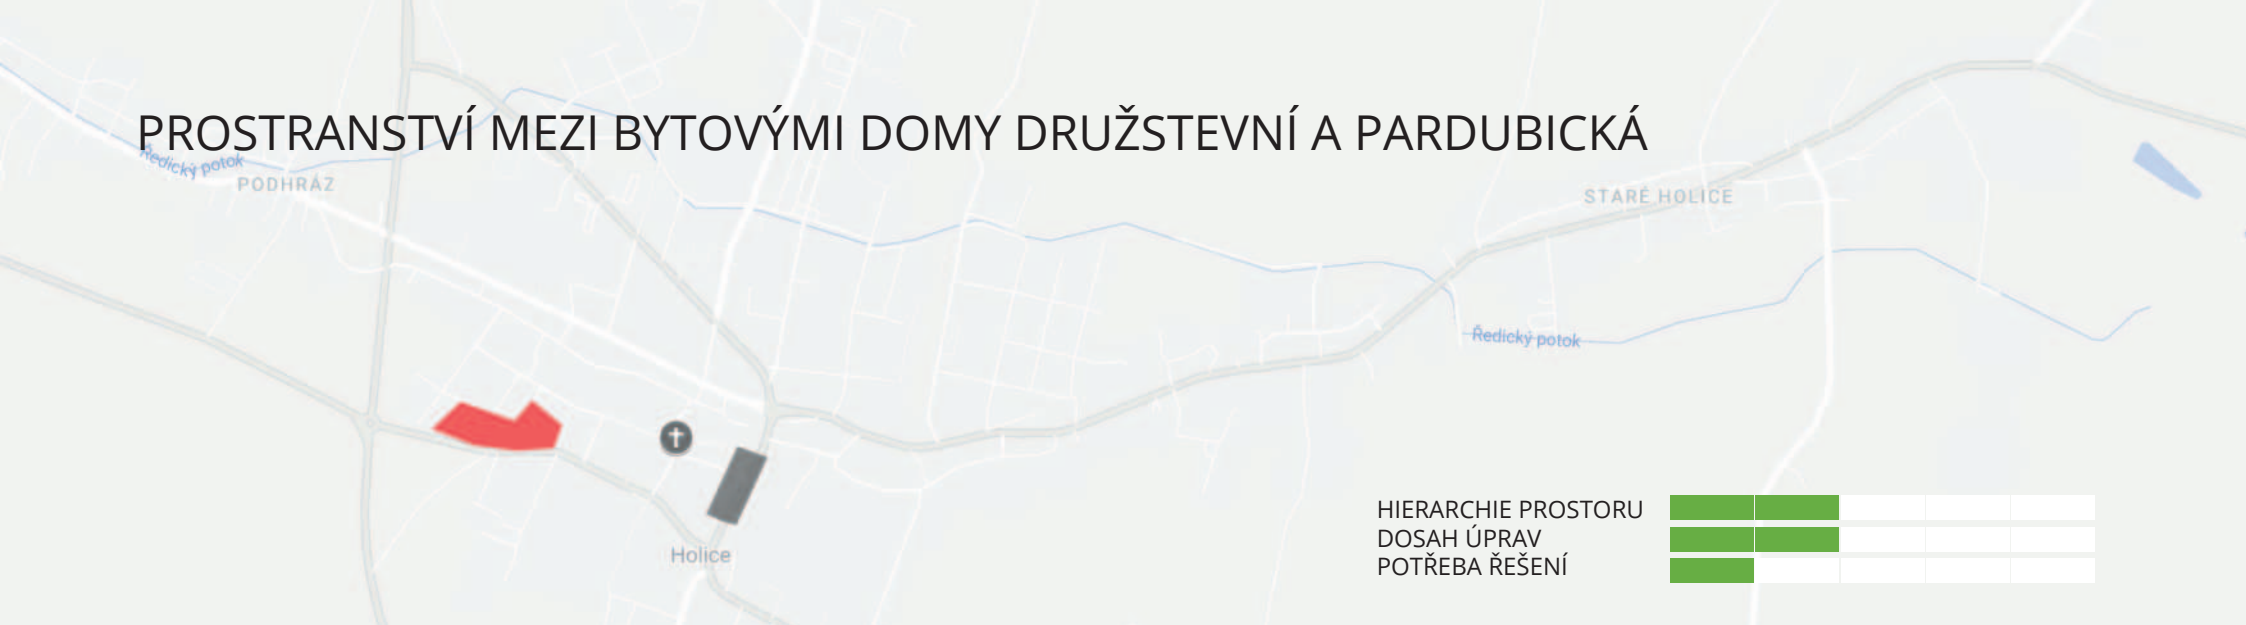 PROSTRANSTVÍ MEZI BYTOVÝMI DOMY DRUŽSTEVNÍ A PARDUBICKÁ
Ředický potok
PODHRÁZ
STARÉ HOLICE
Ředický potok
Holice
HIERARCHIE PROSTORU
DOSAH ÚPRAV
POTŘEBA ŘEŠENÍ